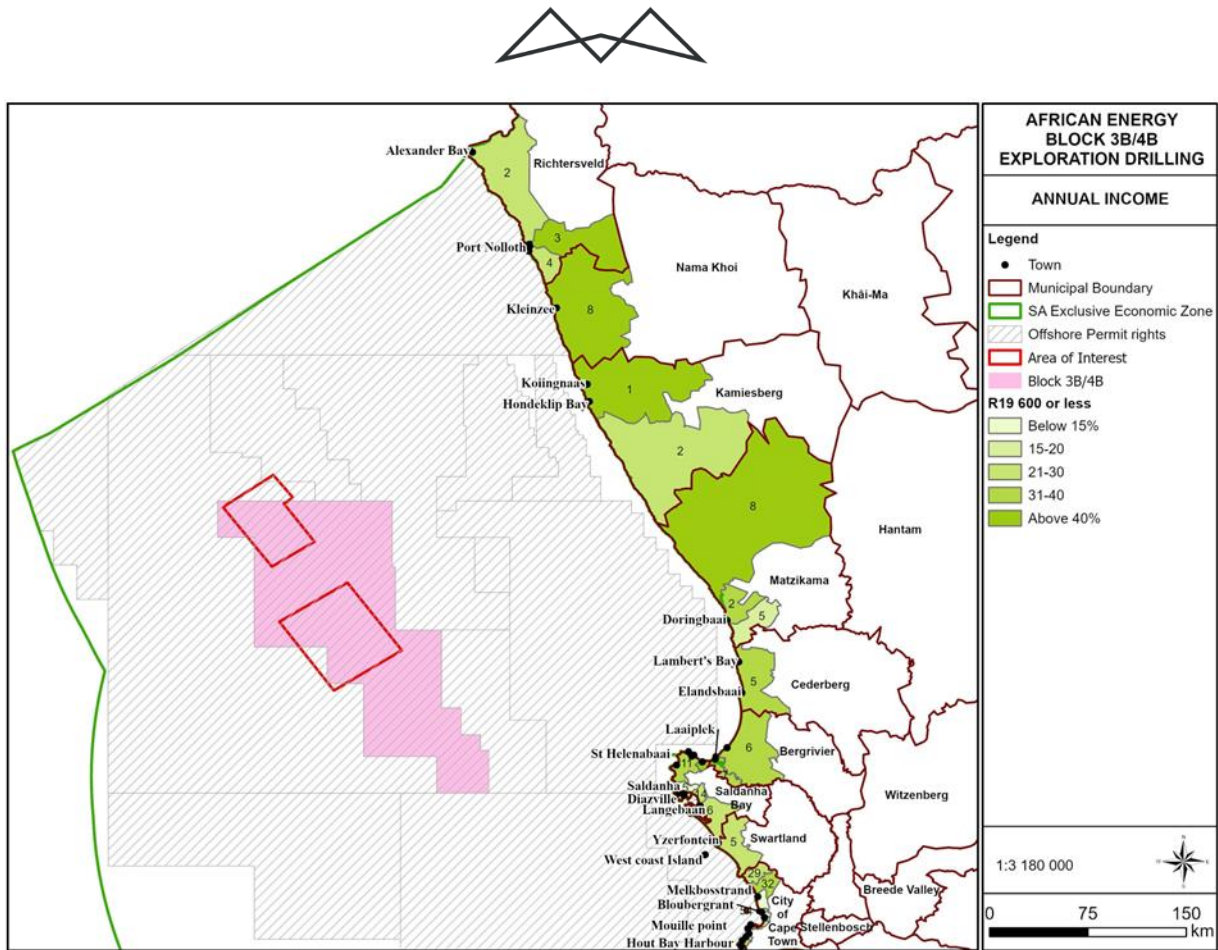 AFRICAN ENERGY
BLOCK 3B/4B
EXPLORATION DRILLING
ANNUAL INCOME
Legend
Town
Municipal Boundary
SA Exclusive Economic Zone
Offshore Permit rights
Area of Interest
Block 3B/4B
R19 600 or less
Below 15%
15-20
21-30
31-40
Above 40%
1:3 180 000
0 75 150
km
Alexander Bay
2
Richtersveld
3
Port Nolloth
4
Nama Khoi
Khâi-Ma
Kleinzee
8
Koiingnaas
1
Kamiesberg
Hondeklip Bay
2
8
Hantam
Matzikama
2
5
Doringbaai
Lambert's Bay
5
Cederberg
Elandsbaai
Laaiplek
6
Bergrivier
St Helenabaai
11
Saldanha
Saldanha
Bay
Diazville
Langebaan
6
Witzenberg
Yzerfontein
5
Swartland
West coast Island
29
32
Melkbosstrand
Breede Valley
Bloubergrant
City
of
Cape
Town
Mouille point
Stellenbosch
Hout Bay Harbour